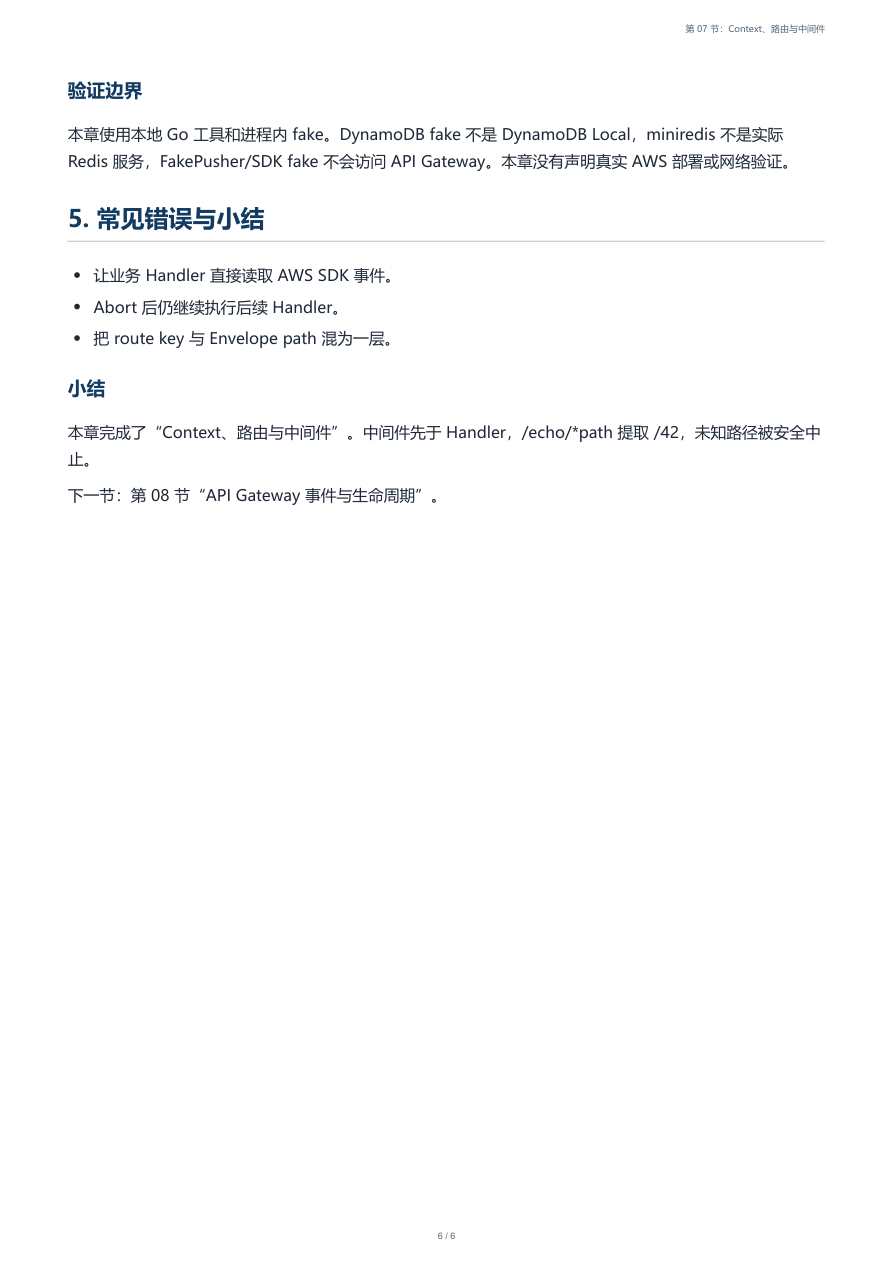 第 07 节：Context、路由与中间件
验证边界
本章使用本地 Go 工具和进程内 fake。DynamoDB fake 不是 DynamoDB Local，miniredis 不是实际
Redis 服务，FakePusher/SDK fake 不会访问 API Gateway。本章没有声明真实 AWS 部署或网络验证。
5. 常见错误与小结
• 让业务 Handler 直接读取 AWS SDK 事件。
• Abort 后仍继续执行后续 Handler。
• 把 route key 与 Envelope path 混为一层。
小结
本章完成了“Context、路由与中间件”。中间件先于 Handler，/echo/*path 提取 /42，未知路径被安全中
止。
下一节：第 08 节“API Gateway 事件与生命周期”。
6 / 6